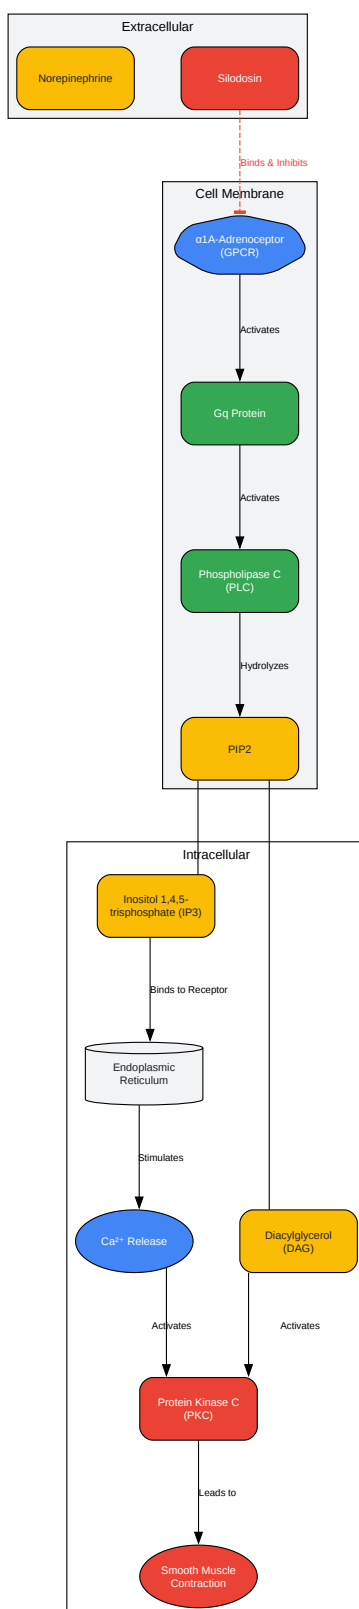 Extracellular
Norepinephrine
Silodosin
Binds & Inhibits
Cell Membrane
α1A-Adrenoceptor
(GPCR)
Activates
Gq Protein
Activates
Phospholipase C
(PLC)
Hydrolyzes
PIP2
Intracellular
Inositol 1,4,5-
trisphosphate (IP3)
Binds to Receptor
Endoplasmic
Reticulum
Stimulates
Ca²⁺ Release
Diacylglycerol
(DAG)
Activates
Activates
Protein Kinase C
(PKC)
Leads to
Smooth Muscle
Contraction